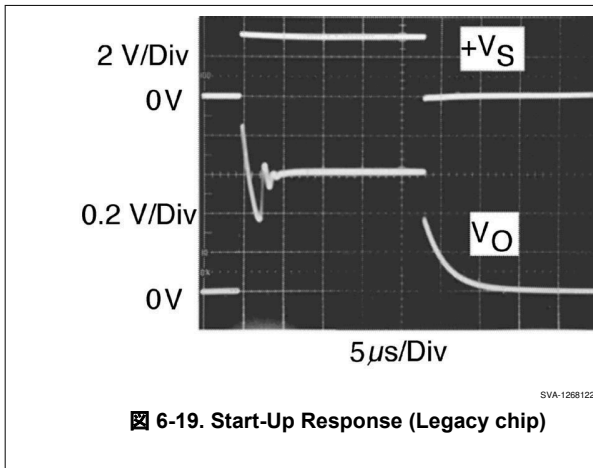 2 V/Div
+VS
0V
0.2 V/Div
VO
0V
5µs/Div
SVA-1268122
図 6-19. Start-Up Response (Legacy chip)